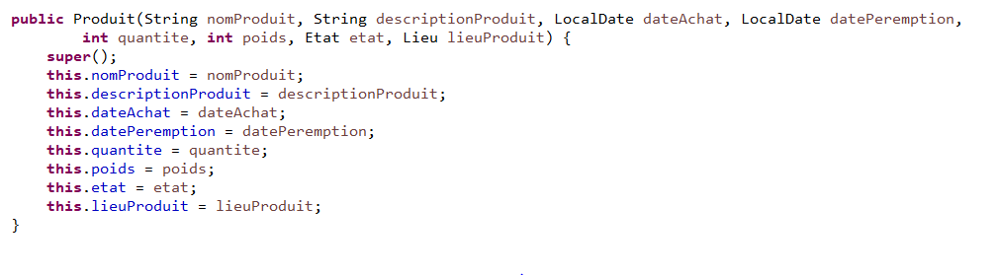 public Produit(String nomProduit, String descriptionProduit, LocalDate dateAchat, LocalDate datePeremption,
int quantite, int poids, Etat etat, Lieu lieuProduit) {
super();
this.nomProduit = nomProduit;
this.descriptionProduit = descriptionProduit;
this.dateAchat = dateAchat;
this.datePeremption = datePeremption;
this.quantite = quantite;
this.poids = poids;
this.etat = etat;
this.lieuProduit = lieuProduit;
}